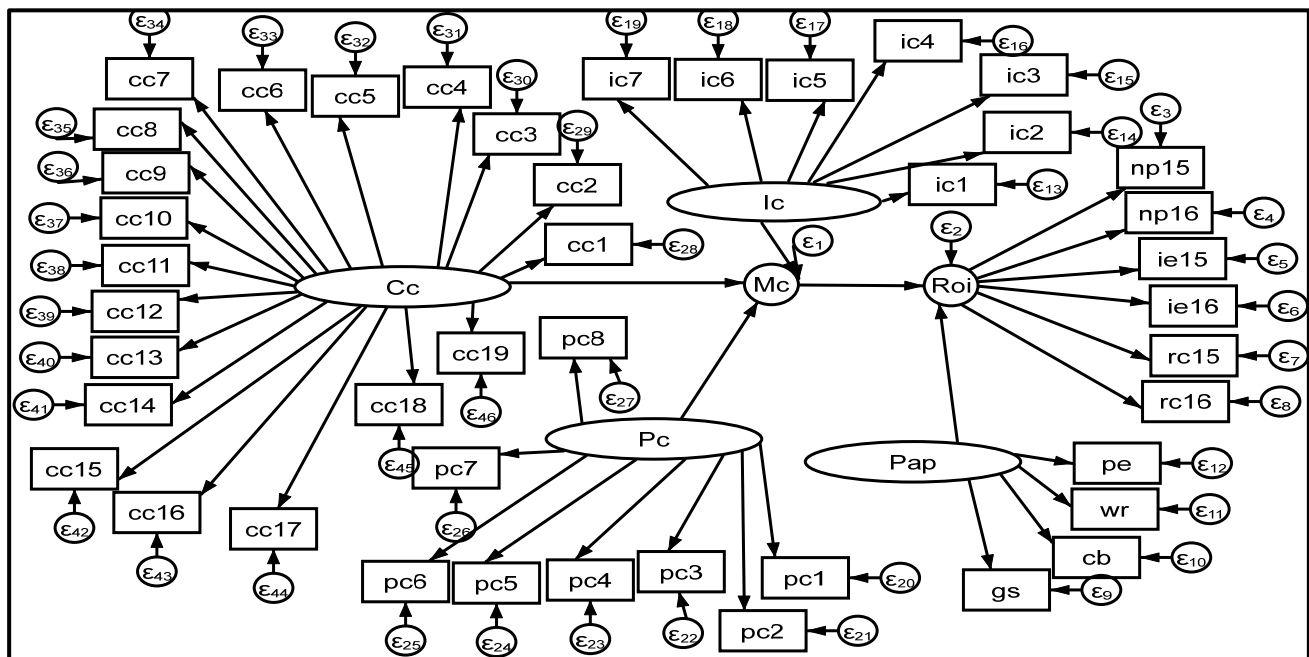 ε34
ε33
ε32
ε31
ε30
ε29
ε19
ε18
ε17
ε16
ε15
ε14
ε13
ε3
cc7
cc6
cc5
cc4
cc3
cc2
cc1
ε28
ic7
ic6
ic5
ic4
ic3
ic2
ic1
np15
np16
ε4
ie15
ε5
ie16
ε6
rc15
ε7
rc16
ε8
ε35
cc8
ε36
cc9
ε37
cc10
ε38
cc11
ε39
cc12
ε40
cc13
ε41
cc14
cc15
ε42
cc16
ε43
cc17
ε44
cc18
ε45
cc19
ε46
Cc
Ic
Mc
ε1
Roi
ε2
Pc
Pap
pc8
ε27
pc7
ε26
pc6
ε25
pc5
ε24
pc4
ε23
pc3
ε22
pc2
ε21
pc1
ε20
pe
ε12
wr
ε11
cb
ε10
gs
ε9